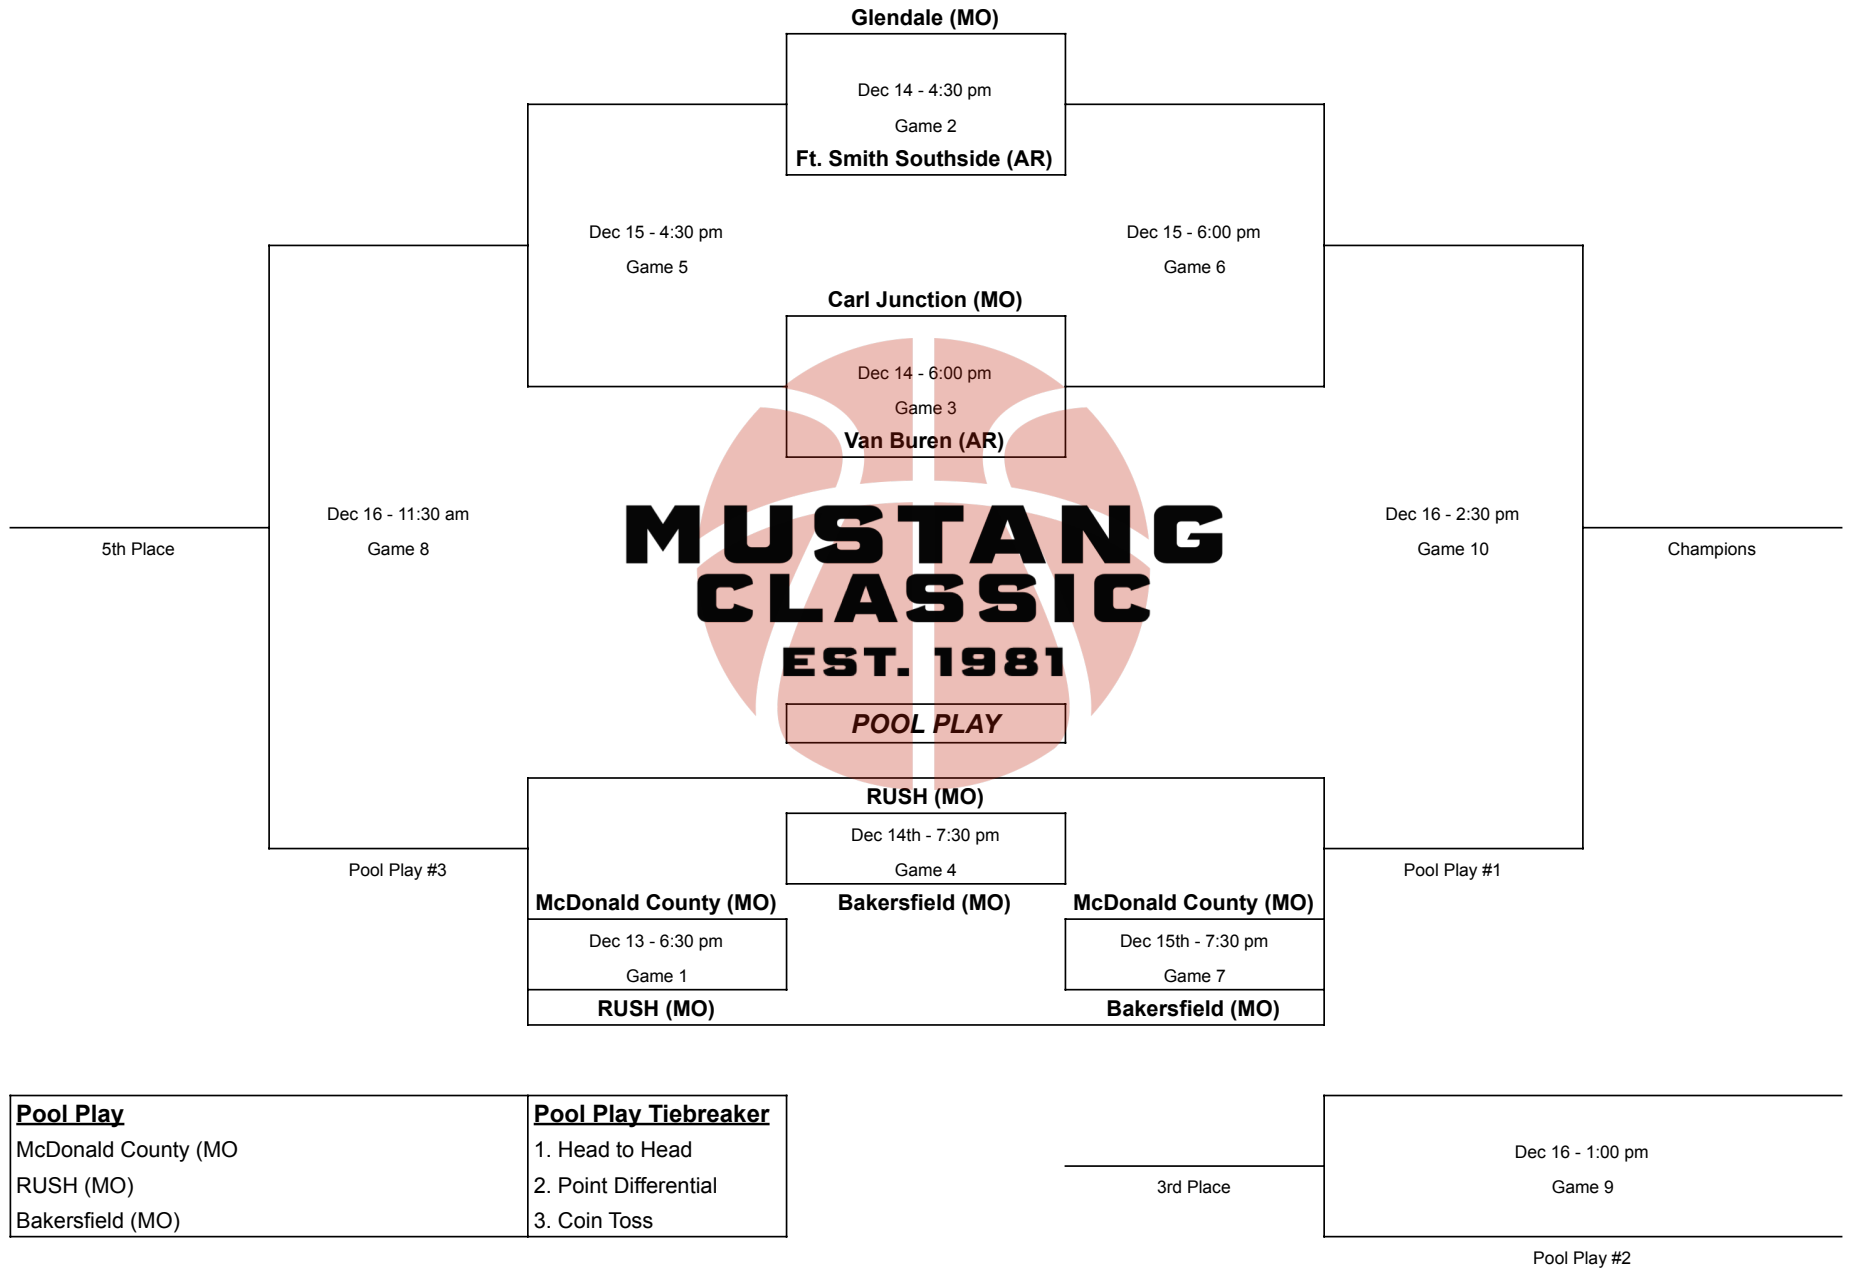 Glendale (MO)
Dec 14 - 4:30 pm
Game 2
Ft. Smith Southside (AR)
Dec 15 - 4:30 pm
Game 5
Dec 15 - 6:00 pm
Game 6
Carl Junction (MO)
Dec 14 - 6:00 pm
Game 3
Van Buren (AR)
Dec 16 - 11:30 am
Game 8
5th Place
MUSTANG
CLASSIC
EST. 1981
Dec 16 - 2:30 pm
Game 10
Champions
POOL PLAY
RUSH (MO)
Dec 14th - 7:30 pm
Game 4
Bakersfield (MO)
Pool Play #3
Pool Play #1
McDonald County (MO)
Dec 13 - 6:30 pm
Game 1
RUSH (MO)
McDonald County (MO)
Dec 15th - 7:30 pm
Game 7
Bakersfield (MO)
Pool Play
McDonald County (MO
RUSH (MO)
Bakersfield (MO)
Pool Play Tiebreaker
1. Head to Head
2. Point Differential
3. Coin Toss
Dec 16 - 1:00 pm
Game 9
3rd Place
Pool Play #2